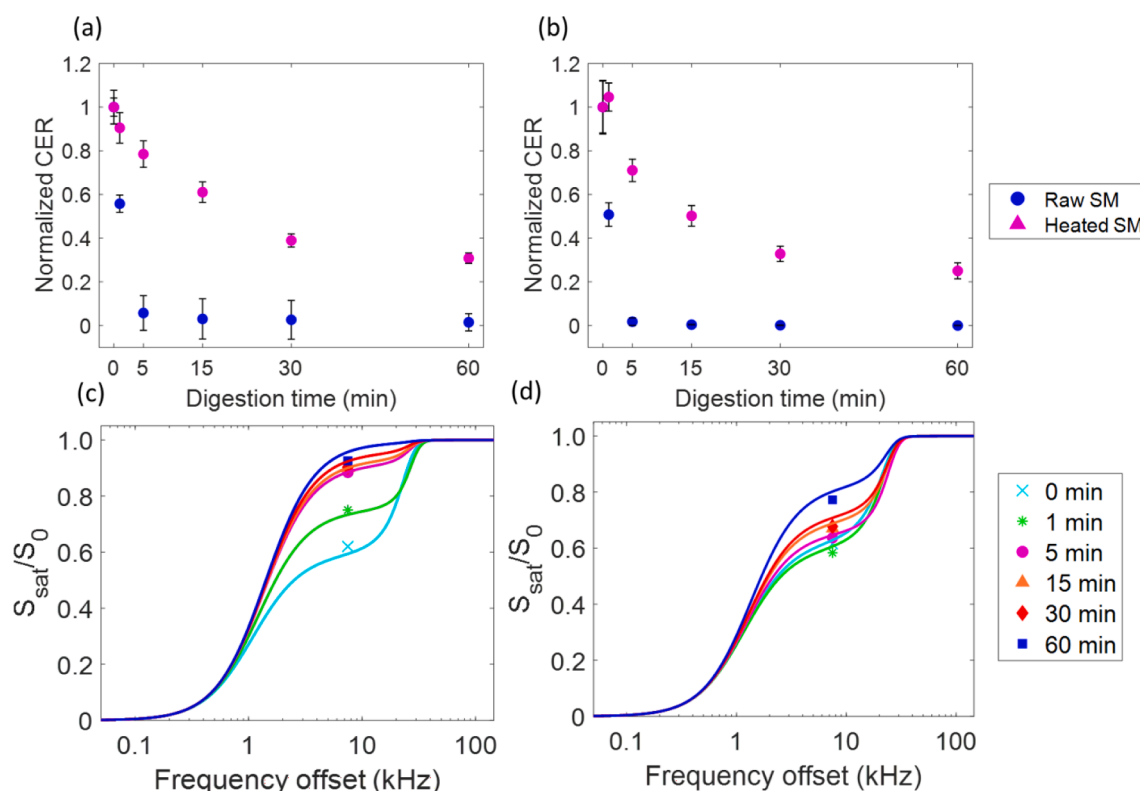 (a)
(b)
1.2
1
0.8
0.6
0.4
0.2
0
Normalized CER
0 5 15 30 60
Digestion time (min)
1.2
1
0.8
0.6
0.4
0.2
0
Normalized CER
0 5 15 30 60
Digestion time (min)
Raw SM
Heated SM
(c)
(d)
1.0
0.8
0.6
0.4
0.2
0
S_sat/S_0
0.1 1 10 100
Frequency offset (kHz)
1.0
0.8
0.6
0.4
0.2
0
S_sat/S_0
0.1 1 10 100
Frequency offset (kHz)
0 min
1 min
5 min
15 min
30 min
60 min